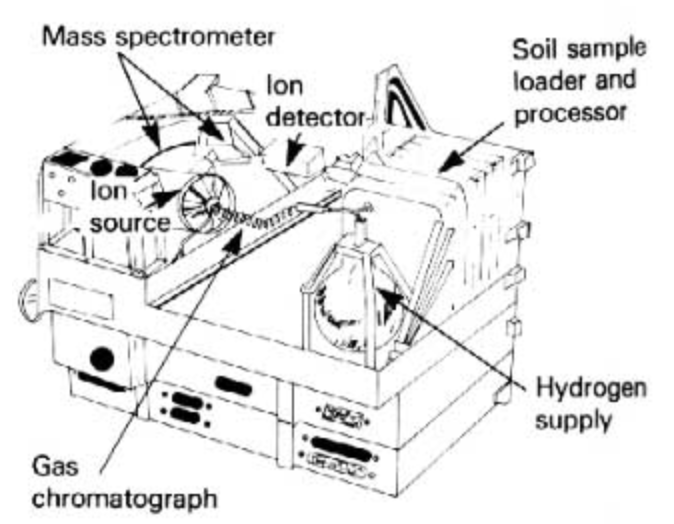 Mass spectrometer
Soil sample
loader and
processor
Ion
detector
Ion
source
Hydrogen
supply
Gas
chromatograph